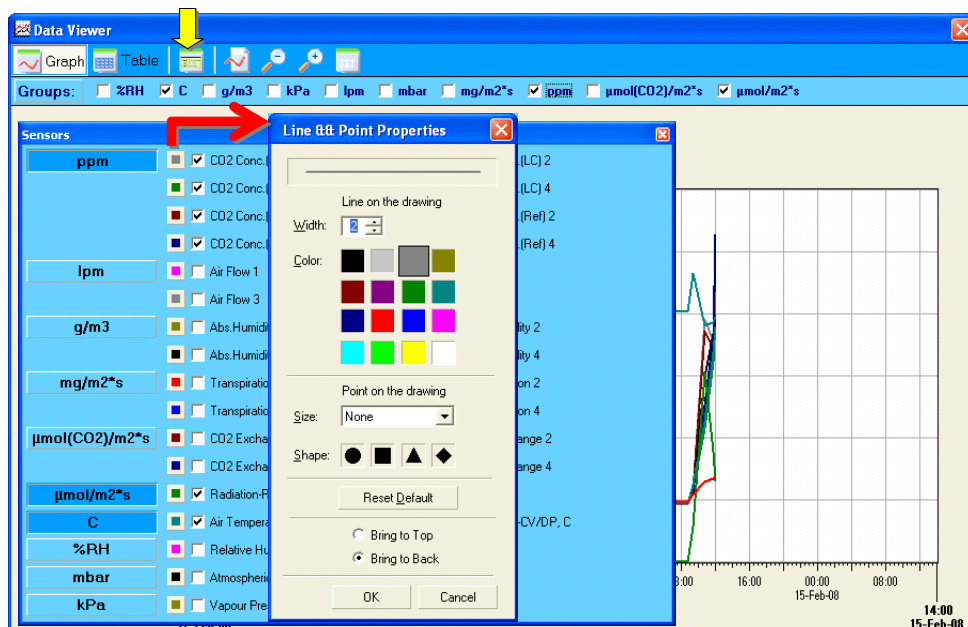 Data Viewer
Graph Table
Groups: %RH C g/m3 kPa lpm mbar mg/m2*s ppm µmol(CO2)/m2*s µmol/m2*s
Sensors
Line && Point Properties
ppm CO2 Conc. (LC) 2
CO2 Conc. (LC) 4
CO2 Conc. (Ref) 2
CO2 Conc. (Ref) 4
lpm Air Flow 1
Air Flow 3
g/m3 Abs.Humidi lity 2
Abs.Humidi lity 4
mg/m2*s Transpiratio on 2
Transpiratio on 4
µmol(CO2)/m2*s CO2 Excha ange 2
CO2 Excha ange 4
µmol/m2*s Radiation-F
C Air Tempera -CV/DP, C
%RH Relative Hu
mbar Atmospheri
kPa Vapour Pre
Line on the drawing
Width: 2
Color:
Point on the drawing
Size: None
Shape:
Reset Default
Bring to Top
Bring to Back
OK Cancel
8:00 16:00 00:00 08:00
15-Feb-08
14:00
15-Feb-08